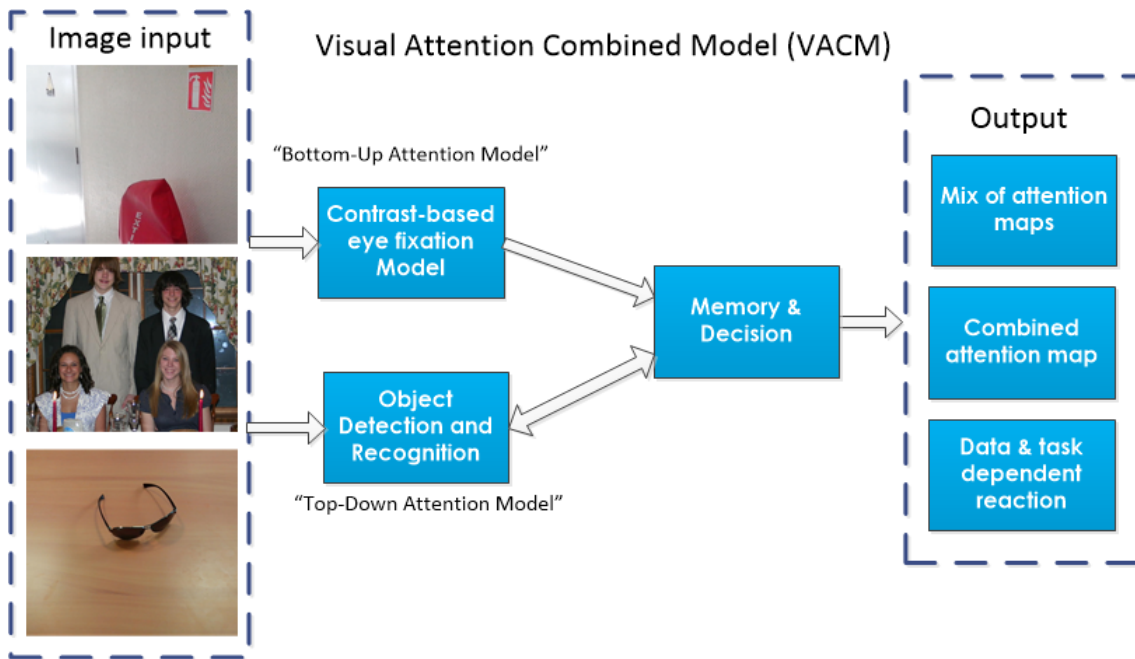 Image input
Visual Attention Combined Model (VACM)
Output
"Bottom-Up Attention Model"
Contrast-based
eye fixation
Model
Object
Detection and
Recognition
"Top-Down Attention Model"
Memory &
Decision
Mix of attention
maps
Combined
attention map
Data & task
dependent
reaction